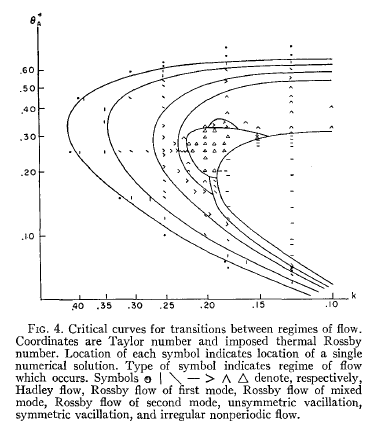 θ*A
.60
.50
.40
.30
.20
.10
.40 .35 .30 .25 .20 .15 .10 k
FIG. 4. Critical curves for transitions between regimes of flow.
Coordinates are Taylor number and imposed thermal Rossby
number. Location of each symbol indicates location of a single
numerical solution. Type of symbol indicates regime of flow
which occurs. Symbols ⊙ | \ — > ∧ △ denote, respectively,
Hadley flow, Rossby flow of first mode, Rossby flow of mixed
mode, Rossby flow of second mode, unsymmetric vacillation,
symmetric vacillation, and irregular nonperiodic flow.